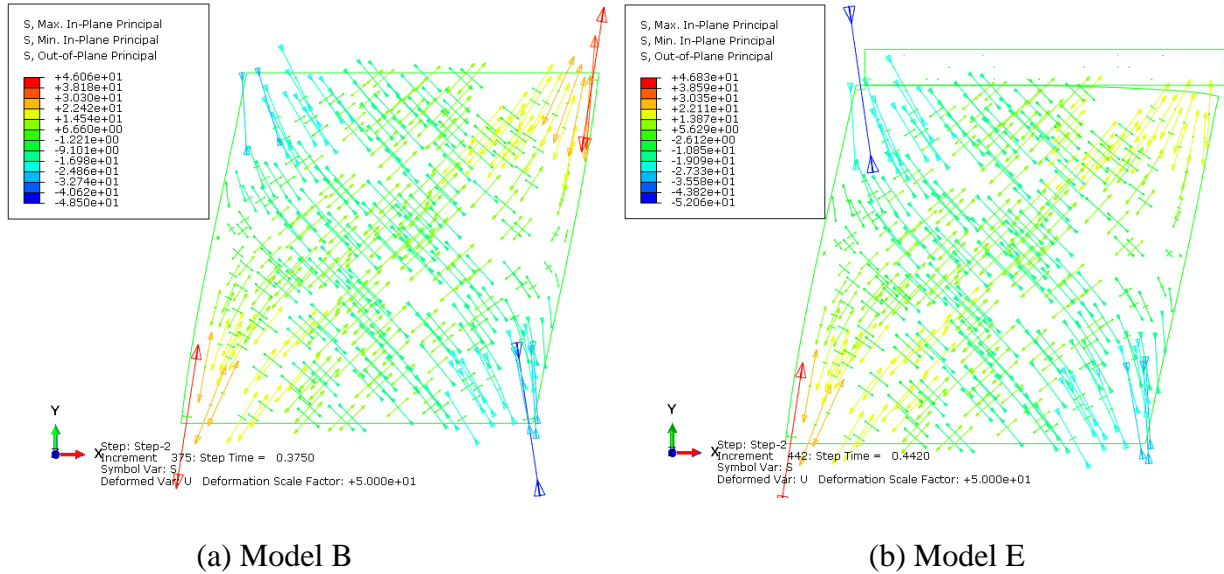 S, Max. In-Plane Principal
S, Min. In-Plane Principal
S, Out-of-Plane Principal
+4.606e+01
+3.818e+01
+3.030e+01
+2.242e+01
+1.454e+01
+6.660e+00
-1.221e+00
-9.101e+00
-1.698e+01
-2.486e+01
-3.274e+01
-4.062e+01
-4.850e+01
Y
Z X
Step: Step-2
Increment 375: Step Time = 0.3750
Symbol Var: S
Deformed Var: U Deformation Scale Factor: +5.000e+01
(a) Model B
S, Max. In-Plane Principal
S, Min. In-Plane Principal
S, Out-of-Plane Principal
+4.683e+01
+3.859e+01
+3.035e+01
+2.211e+01
+1.387e+01
+5.629e+00
-2.612e+00
-1.085e+01
-1.909e+01
-2.733e+01
-3.558e+01
-4.382e+01
-5.206e+01
Y
Z X
Step: Step-2
Increment 442: Step Time = 0.4420
Symbol Var: S
Deformed Var: U Deformation Scale Factor: +5.000e+01
(b) Model E